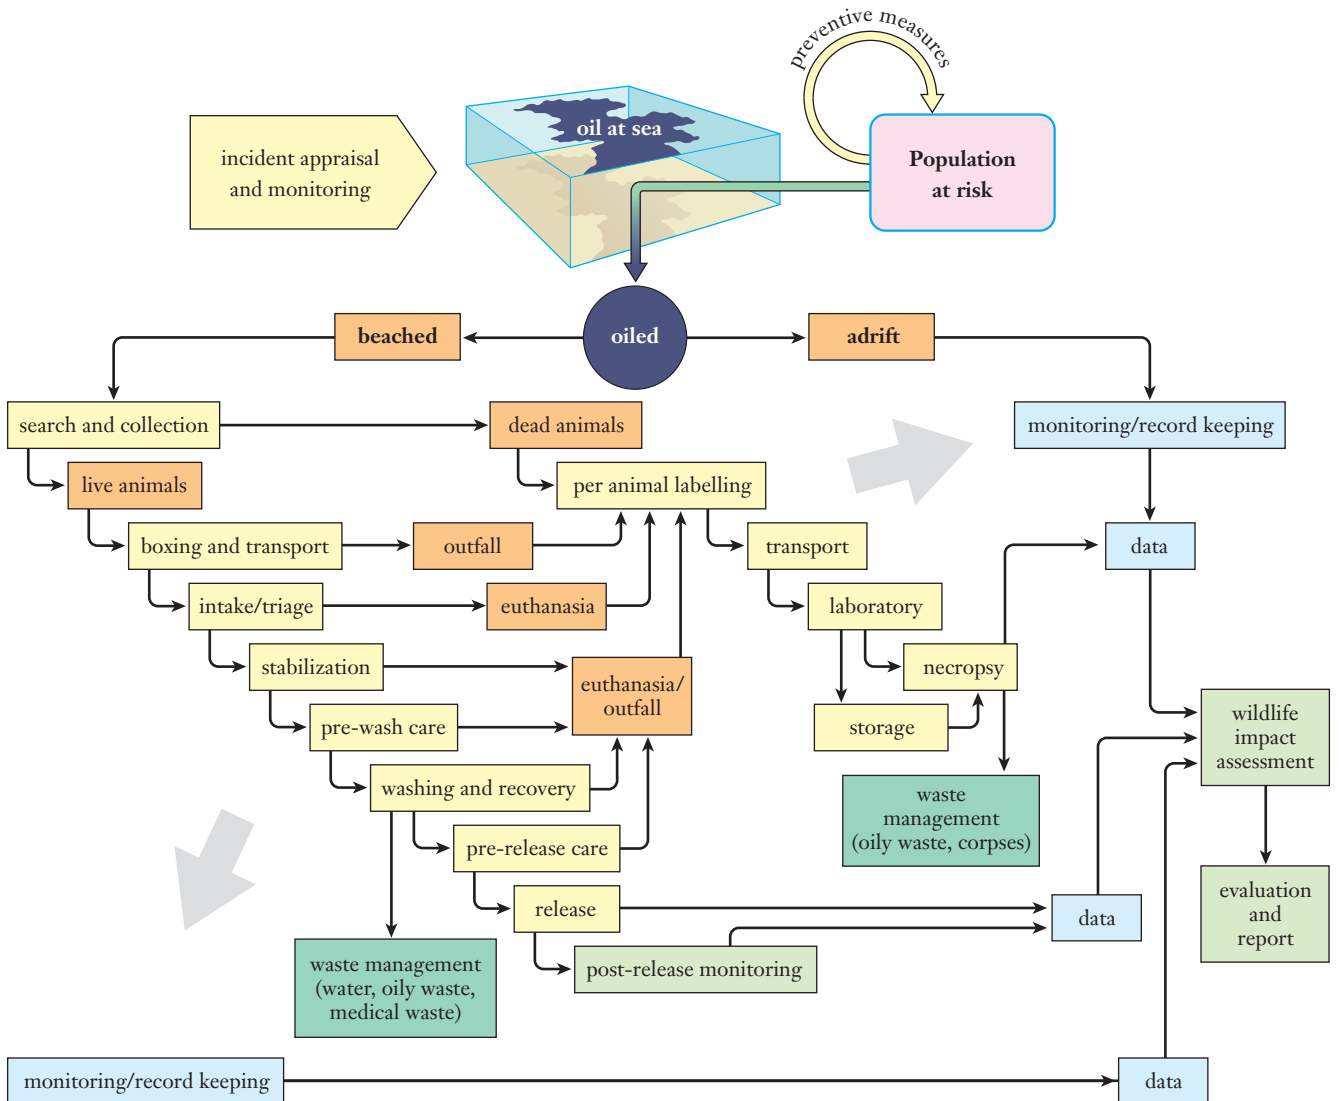 preventive measures
incident appraisal
and monitoring
oil at sea
Population
at risk
beached
oiled
adrift
search and collection
dead animals
monitoring/record keeping
live animals
per animal labelling
boxing and transport
outfall
transport
data
intake/triage
euthanasia
laboratory
stabilization
euthanasia/
outfall
necropsy
pre-wash care
storage
wildlife
impact
assessment
washing and recovery
waste
management
(oily waste, corpses)
pre-release care
release
data
evaluation
and
report
waste management
(water, oily waste,
medical waste)
post-release monitoring
monitoring/record keeping
data